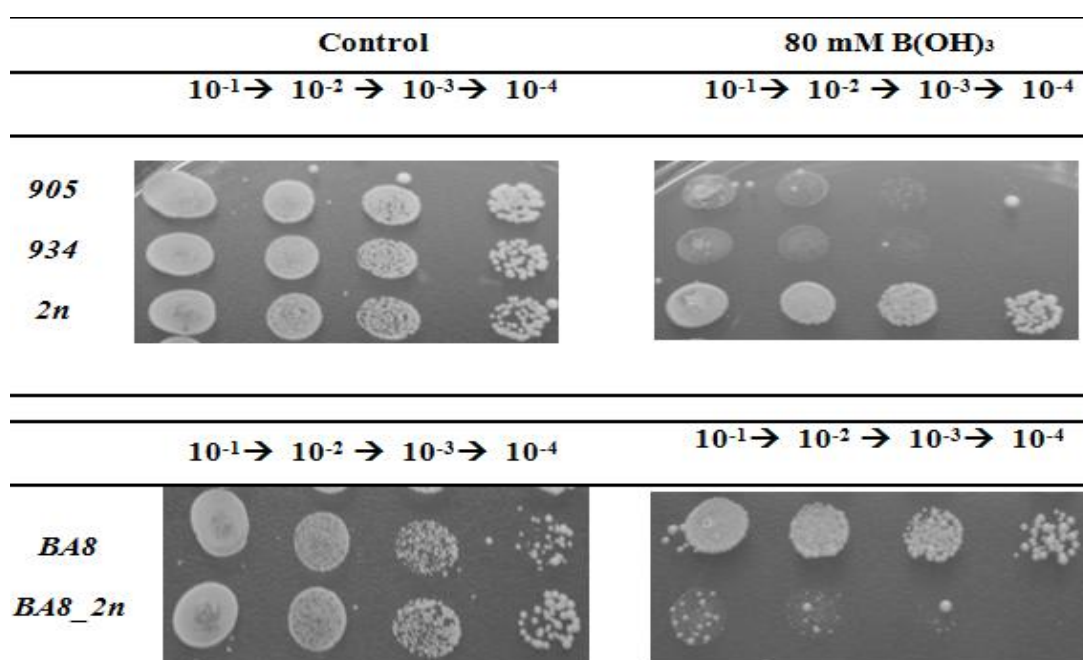 Control 80 mM B(OH)₃
10⁻¹→ 10⁻² → 10⁻³→ 10⁻⁴ 10⁻¹→ 10⁻² → 10⁻³→ 10⁻⁴
905
934
2n
10⁻¹→ 10⁻² → 10⁻³→ 10⁻⁴ 10⁻¹→ 10⁻² → 10⁻³→ 10⁻⁴
BA8
BA8_2n